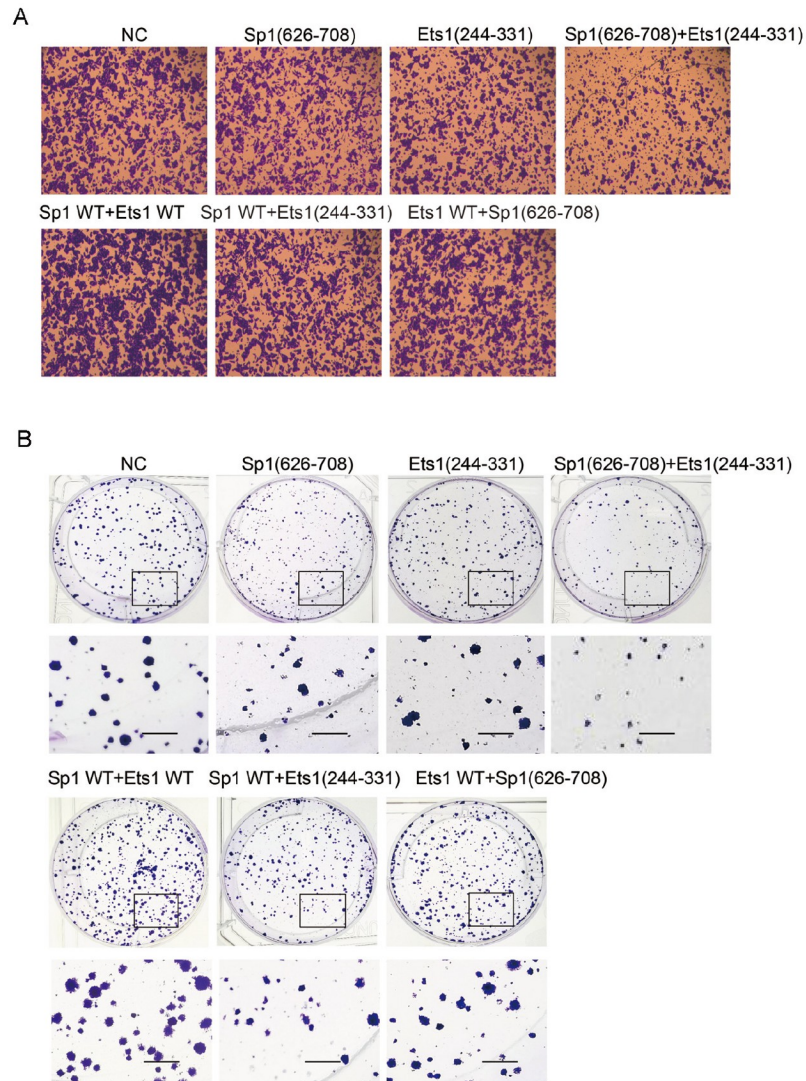 A
NC Sp1(626-708) Ets1(244-331) Sp1(626-708)+Ets1(244-331)
Sp1 WT+Ets1 WT Sp1 WT+Ets1(244-331) Ets1 WT+Sp1(626-708)
B
NC Sp1(626-708) Ets1(244-331) Sp1(626-708)+Ets1(244-331)
Sp1 WT+Ets1 WT Sp1 WT+Ets1(244-331) Ets1 WT+Sp1(626-708)